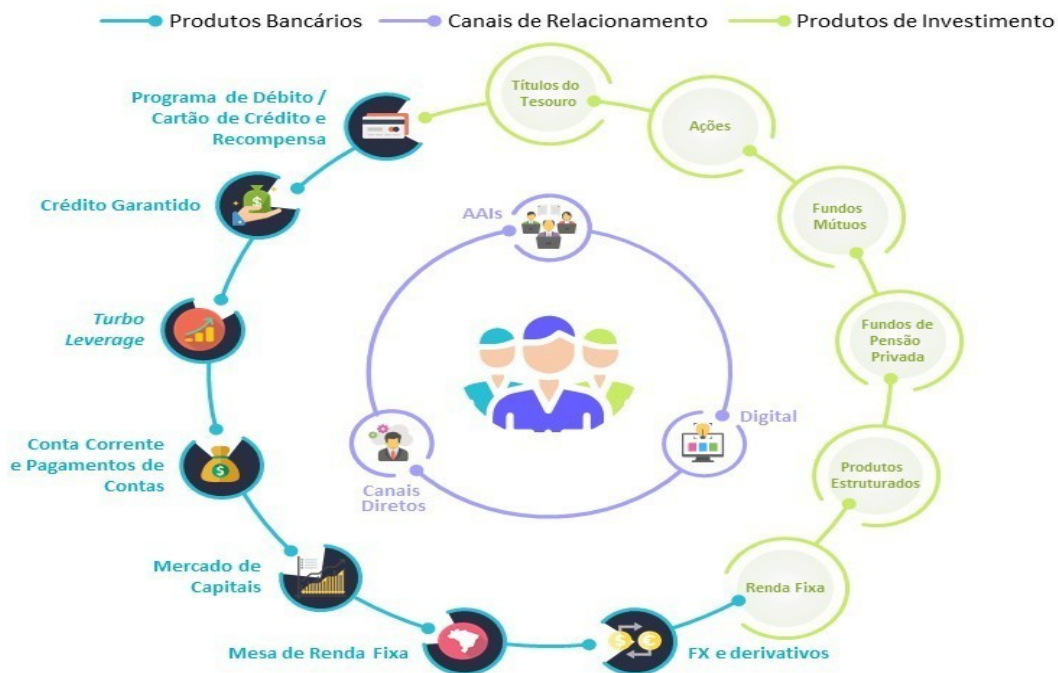 Produtos Bancários
Canais de Relacionamento
Produtos de Investimento
Programa de Débito /
Cartão de Crédito e
Recompensa
Títulos do
Tesouro
Ações
Crédito Garantido
AAIs
Fundos
Mútuos
Turbo
Leverage
Fundos de
Pensão
Privada
Digital
Conta Corrente
e Pagamentos de
Contas
Canais
Diretos
Produtos
Estruturados
Mercado de
Capitais
Renda Fixa
Mesa de Renda Fixa
FX e derivativos